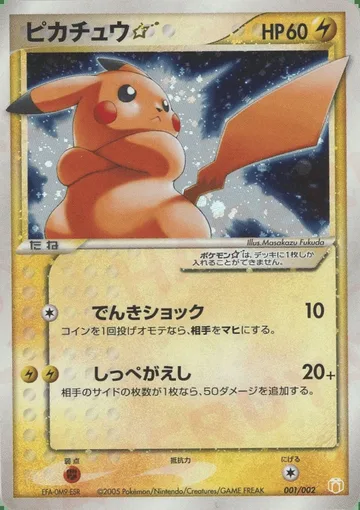 ピカチュウ☆ HP60
たね
Illus. Masakazu Fukuda
ポケモン☆は、デッキに1枚しか
入れることができません。
でんきショック 10
コインを1回投げオモテなら、相手をマヒにする。
しっぺがえし 20+
相手のサイドの枚数が1枚なら、50ダメージを追加する。
弱点 抵抗力 にげる
EFA-0M9-ESR ©2005 Pokémon/Nintendo/Creatures/GAME FREAK 001/002